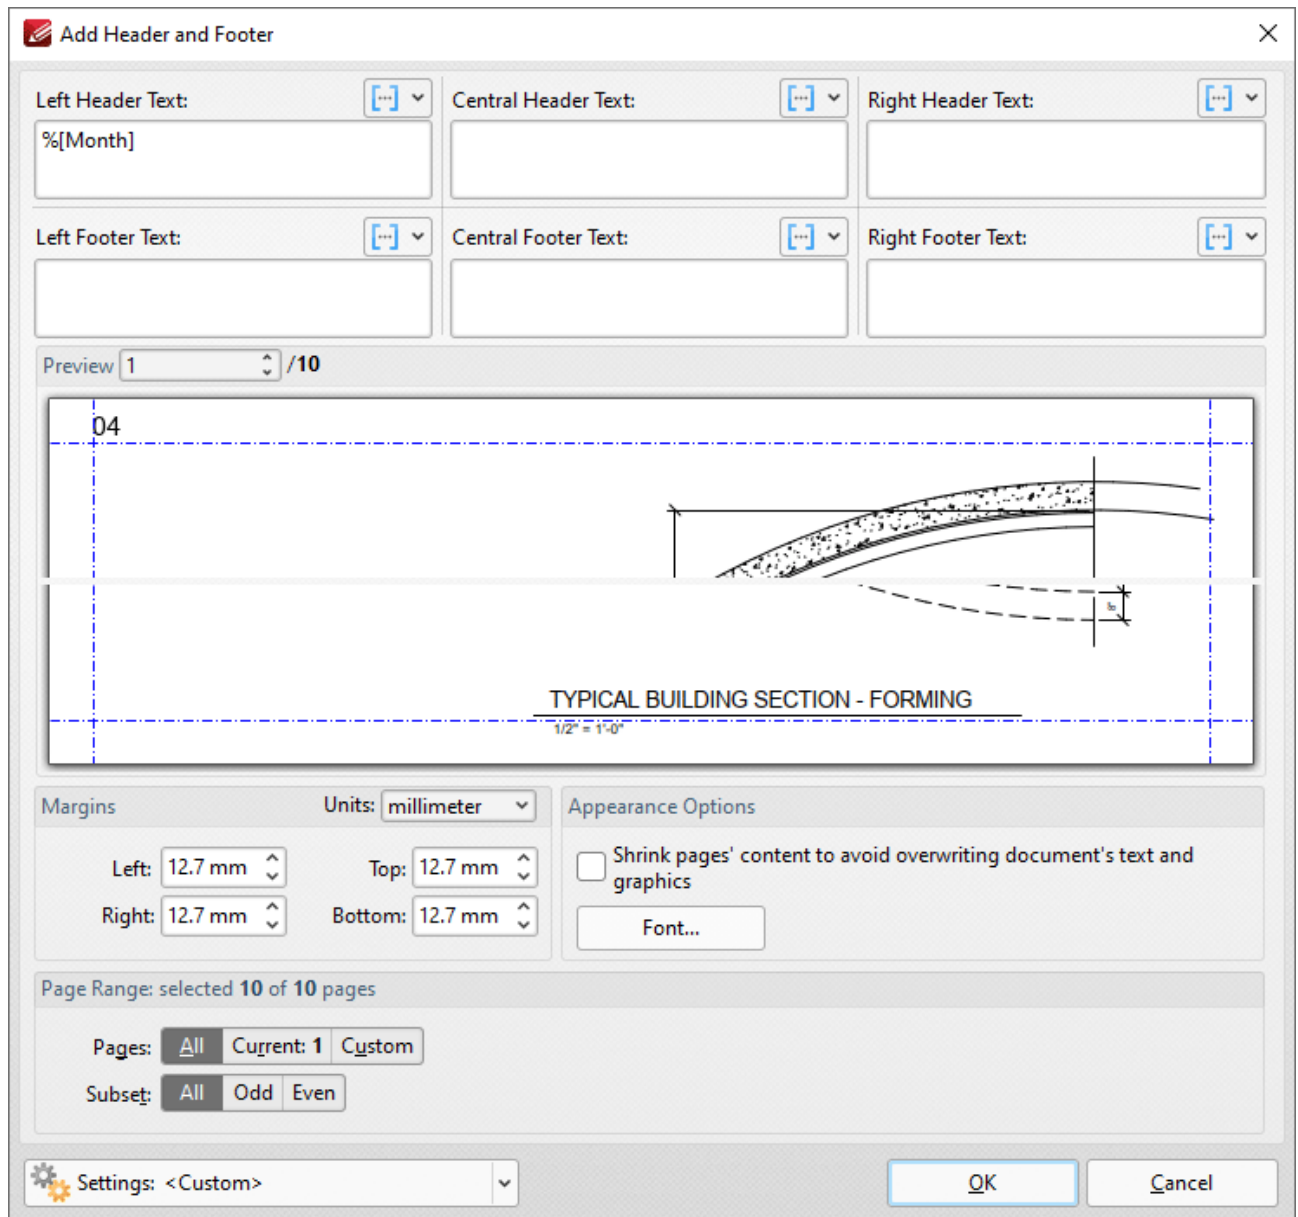 Add Header and Footer
Left Header Text:
Central Header Text:
Right Header Text:
%[Month]
Left Footer Text:
Central Footer Text:
Right Footer Text:
Preview 1 /10
04
8"
TYPICAL BUILDING SECTION - FORMING
1/2" = 1'-0"
Margins
Units: millimeter
Left: 12.7 mm
Top: 12.7 mm
Right: 12.7 mm
Bottom: 12.7 mm
Appearance Options
Shrink pages' content to avoid overwriting document's text and
graphics
Font...
Page Range: selected 10 of 10 pages
Pages: All Current: 1 Custom
Subset: All Odd Even
Settings: <Custom>
OK
Cancel